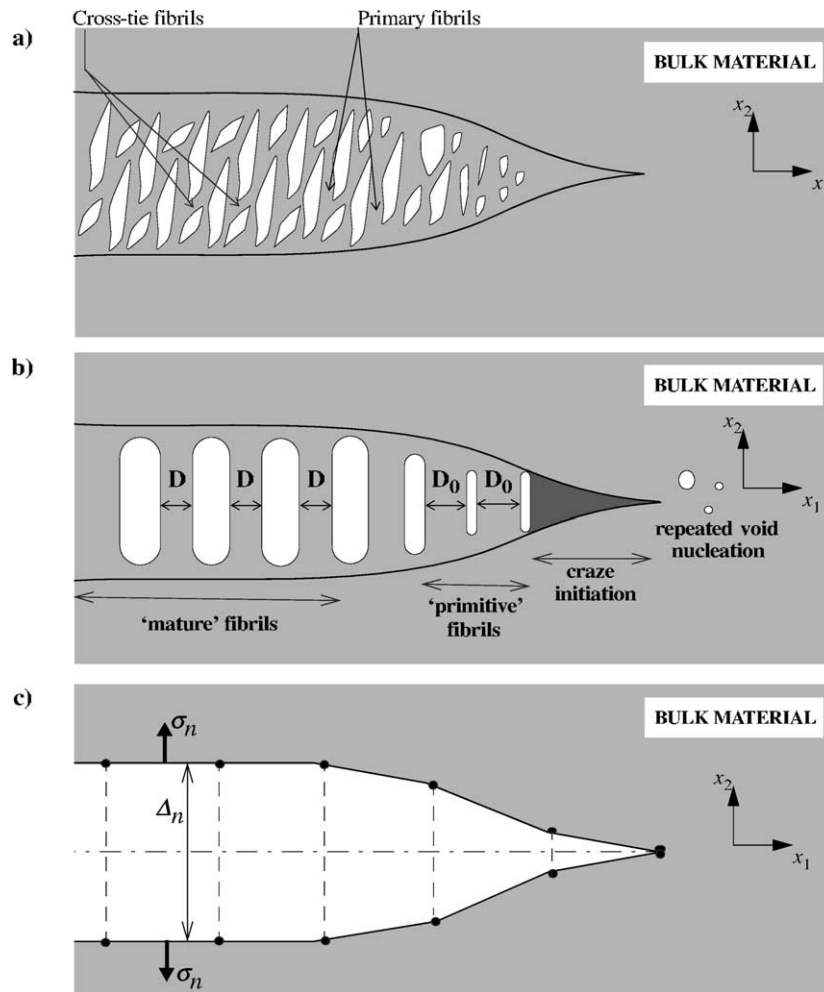 Cross-tie fibrils Primary fibrils
a)
BULK MATERIAL
x2
x
b)
BULK MATERIAL
x2
D D D D0 D0
x1
repeated void
nucleation
craze
initiation
'mature' fibrils
'primitive'
fibrils
c)
BULK MATERIAL
σn
x2
Δn
x1
σn